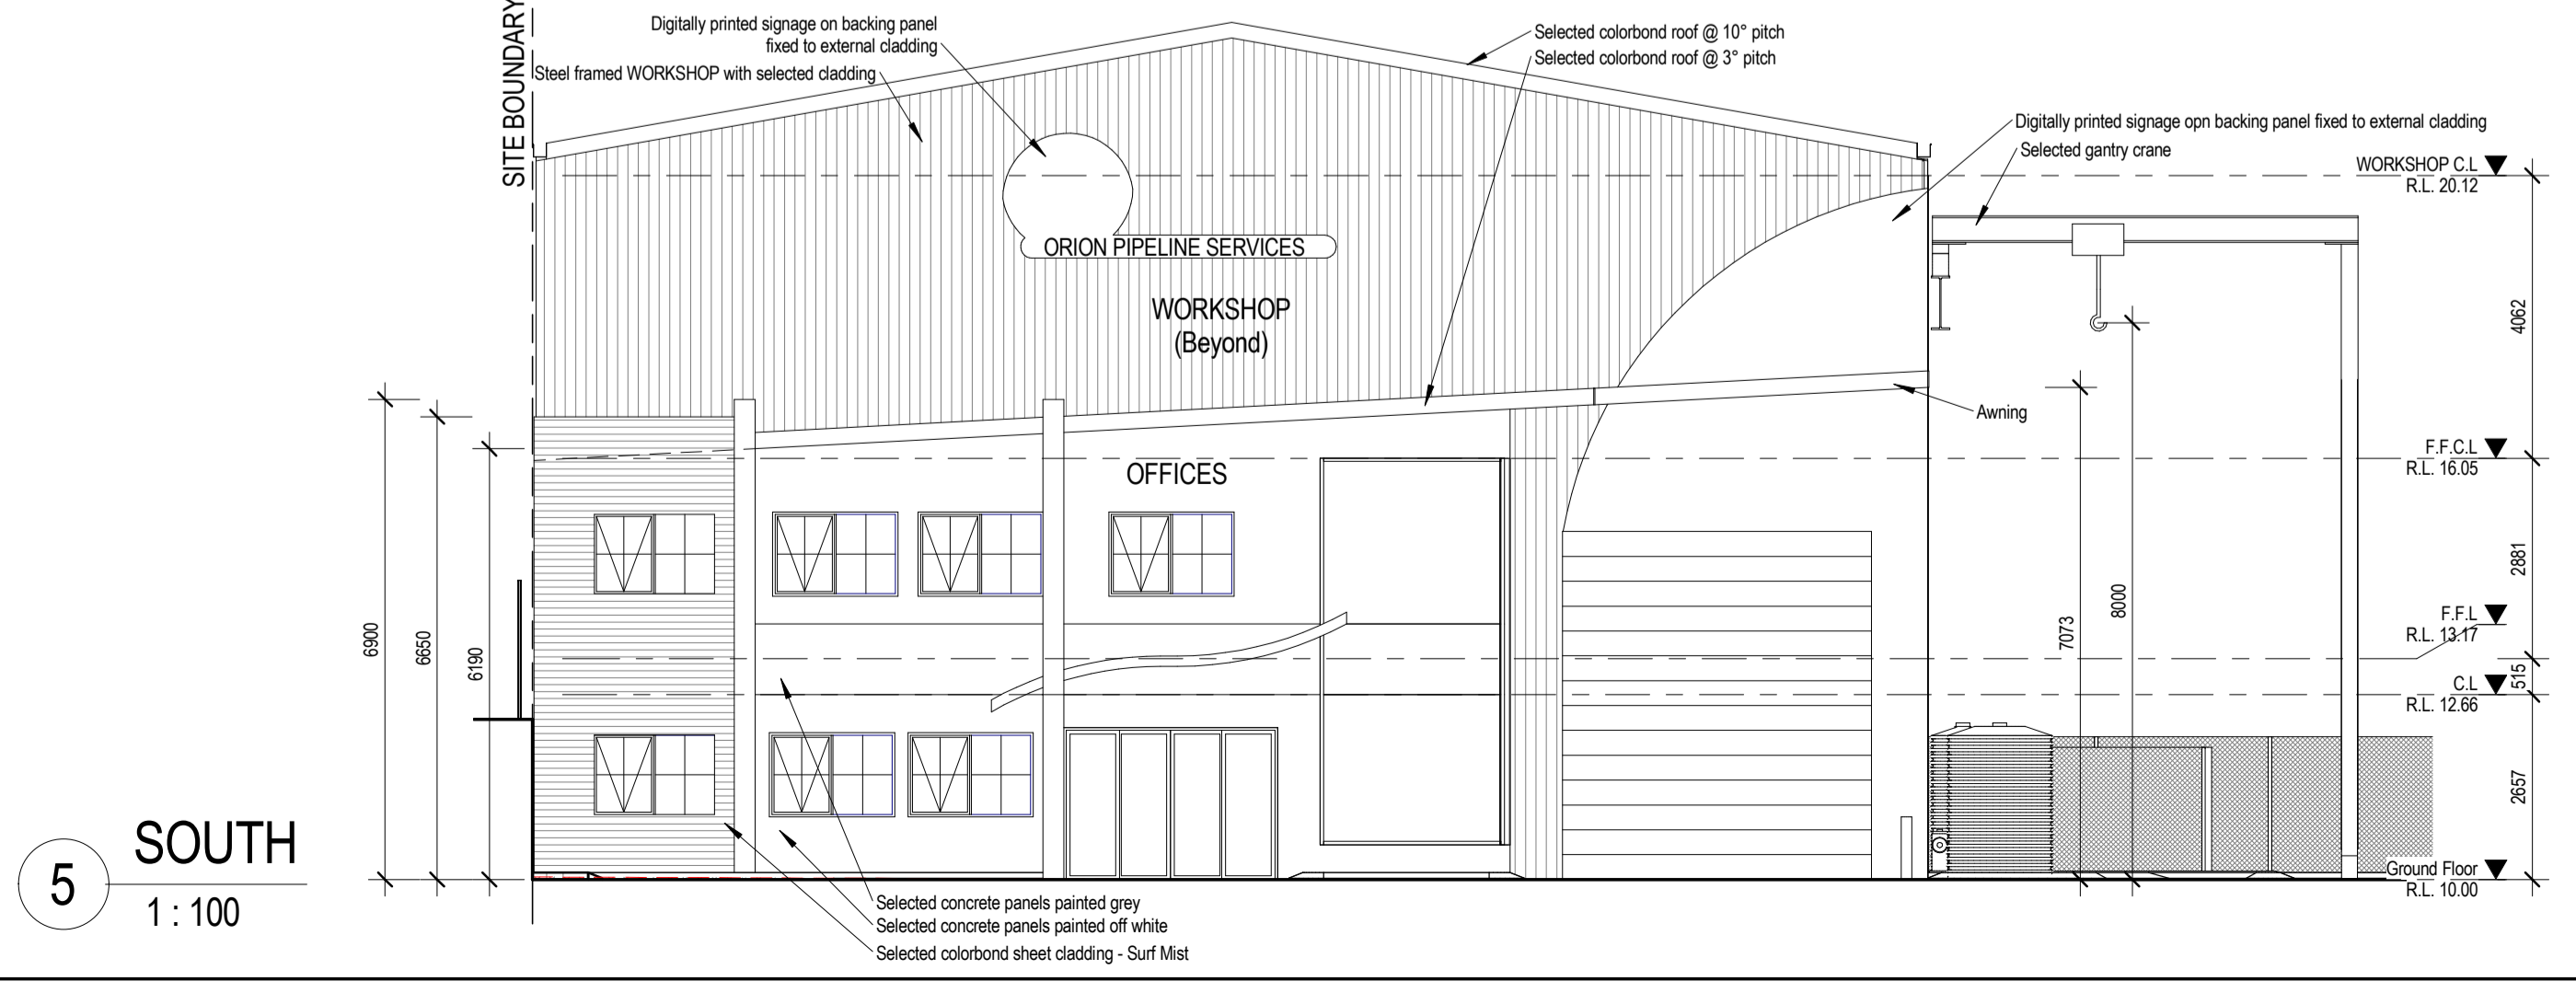 SITE BOUNDARY
Digitally printed signage on backing panel
fixed to external cladding
Steel framed WORKSHOP with selected cladding
Selected colorbond roof @ 10° pitch
Selected colorbond roof @ 3° pitch
Digitally printed signage opn backing panel fixed to external cladding
Selected gantry crane
WORKSHOP C.L
R.L. 20.12
ORION PIPELINE SERVICES
WORKSHOP
(Beyond)
4062
Awning
F.F.C.L
R.L. 16.05
OFFICES
2881
8000
7073
F.F.L
R.L. 13.17
6900
6650
6190
515
C.L
R.L. 12.66
2657
Ground Floor
R.L. 10.00
5
SOUTH
1 : 100
Selected concrete panels painted grey
Selected concrete panels painted off white
Selected colorbond sheet cladding - Surf Mist